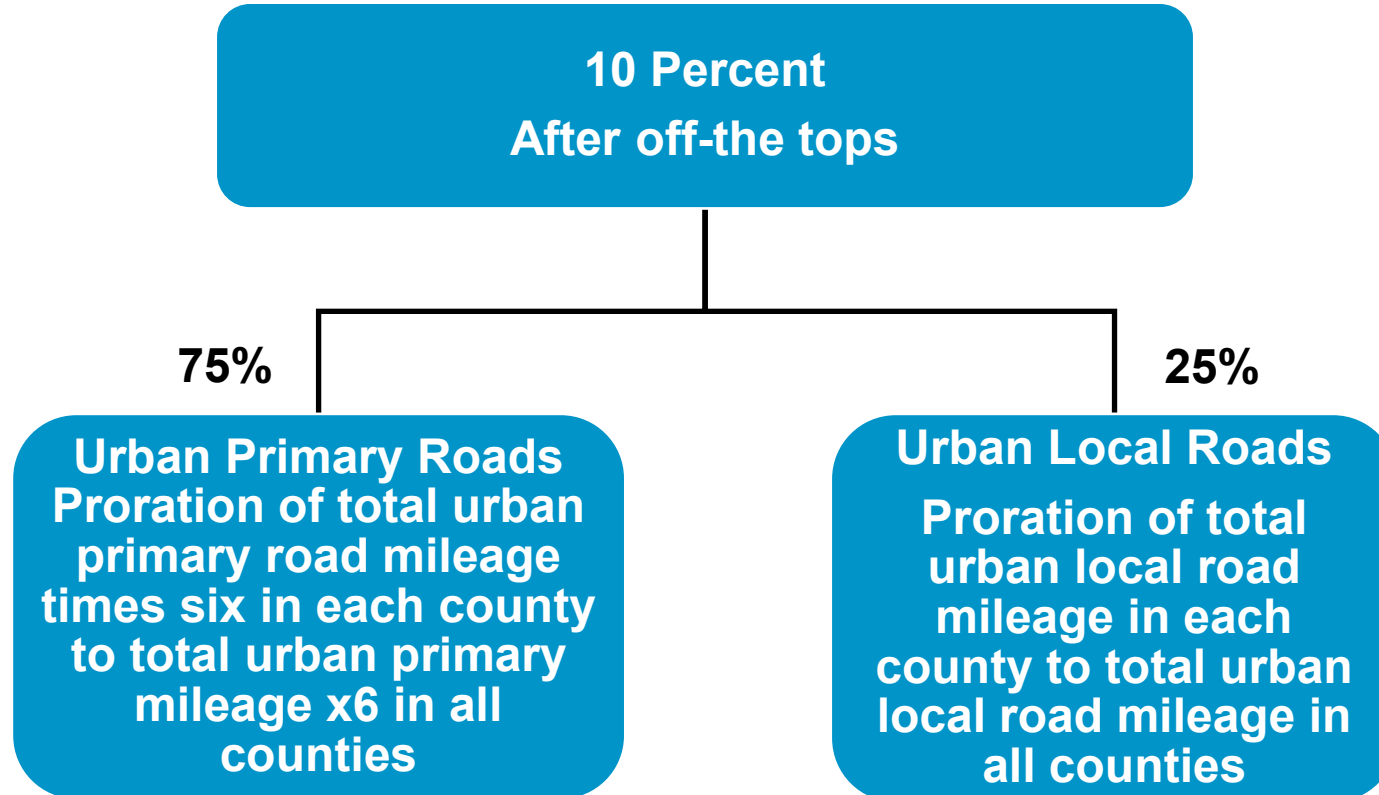 10 Percent
After off-the tops
75%
25%
Urban Primary Roads
Proration of total urban
primary road mileage
times six in each county
to total urban primary
mileage x6 in all
counties
Urban Local Roads
Proration of total
urban local road
mileage in each
county to total urban
local road mileage in
all counties